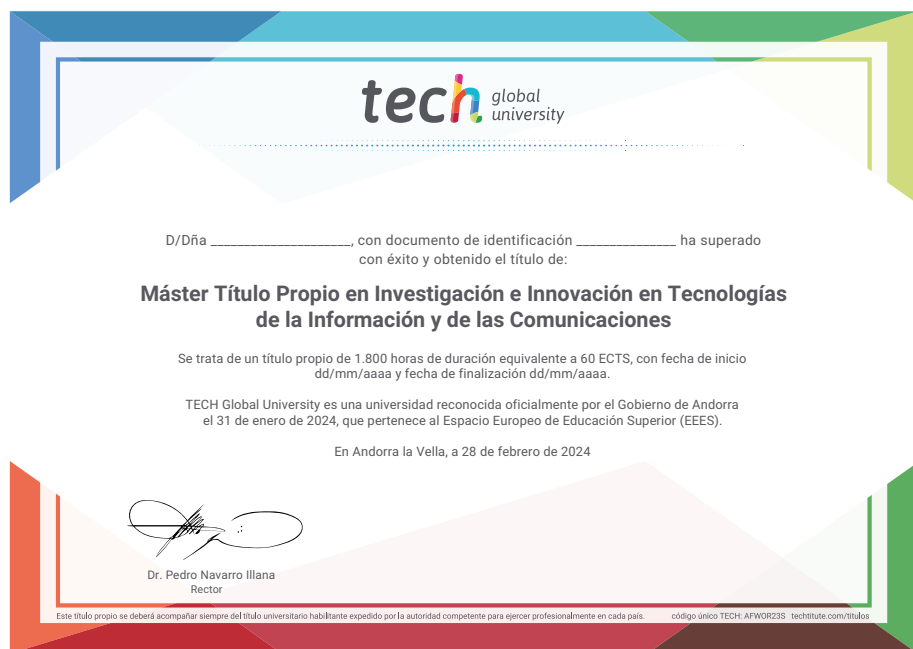 tech global
university
D/Dña _____________________, con documento de identificación _______________ ha superado
con éxito y obtenido el título de:
Máster Título Propio en Investigación e Innovación en Tecnologías
de la Información y de las Comunicaciones
Se trata de un título propio de 1.800 horas de duración equivalente a 60 ECTS, con fecha de inicio
dd/mm/aaaa y fecha de finalización dd/mm/aaaa.
TECH Global University es una universidad reconocida oficialmente por el Gobierno de Andorra
el 31 de enero de 2024, que pertenece al Espacio Europeo de Educación Superior (EEES).
En Andorra la Vella, a 28 de febrero de 2024
Dr. Pedro Navarro Illana
Rector
Este título propio se deberá acompañar siempre del título universitario habilitante expedido por la autoridad competente para ejercer profesionalmente en cada país. código único TECH: AFWOR23S techtitute.com/titulos